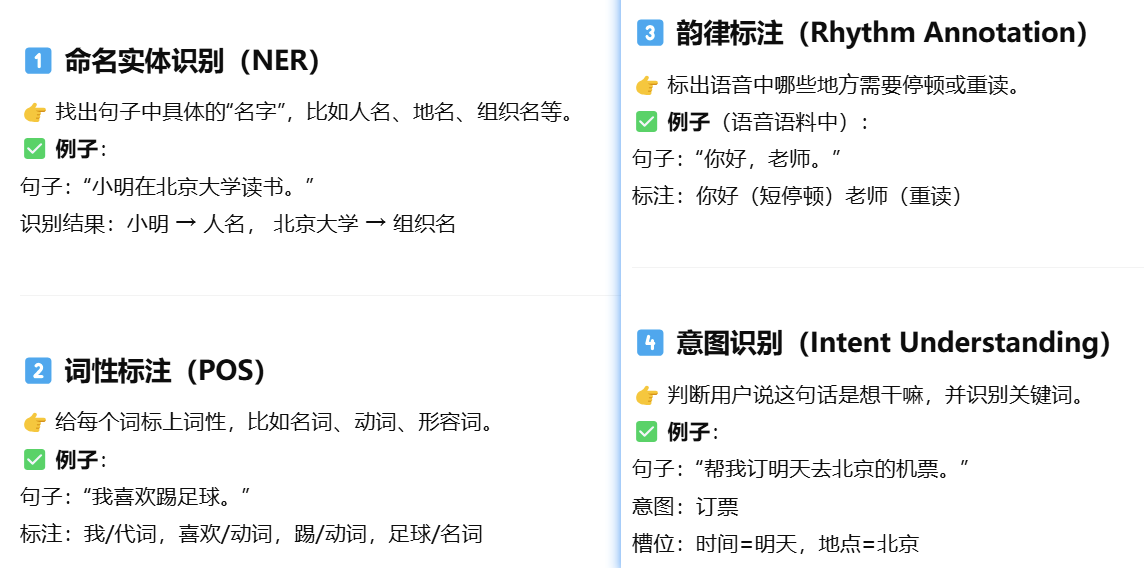 1 命名实体识别（NER）
👉 找出句子中具体的“名字”，比如人名、地名、组织名等。
✅ 例子：
句子：“小明在北京大学读书。”
识别结果：小明 → 人名， 北京大学 → 组织名
2 词性标注（POS）
👉 给每个词标上词性，比如名词、动词、形容词。
✅ 例子：
句子：“我喜欢踢足球。”
标注：我/代词，喜欢/动词，踢/动词，足球/名词
3 韵律标注（Rhythm Annotation）
👉 标出语音中哪些地方需要停顿或重读。
✅ 例子（语音语料中）：
句子：“你好，老师。”
标注：你好（短停顿）老师（重读）
4 意图识别（Intent Understanding）
👉 判断用户说这句话是想干嘛，并识别关键词。
✅ 例子：
句子：“帮我订明天去北京的机票。”
意图：订票
槽位：时间=明天，地点=北京